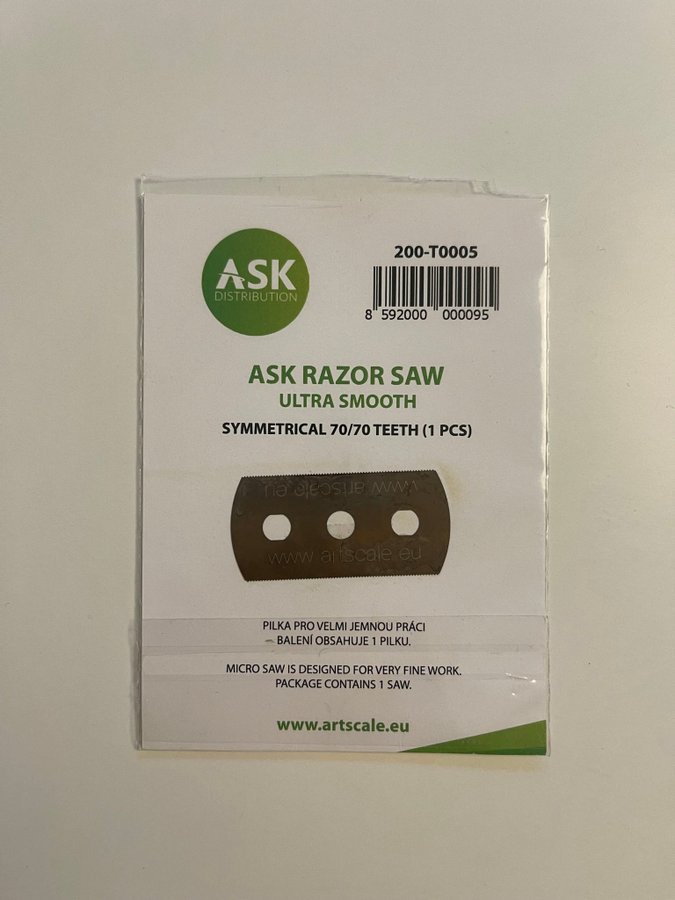 ASK
DISTRIBUTION
200-T0005
8 592000 000095
ASK RAZOR SAW
ULTRA SMOOTH
SYMMETRICAL 70/70 TEETH (1 PCS)
www.artscale.eu
www.artscale.eu
PILKA PRO VELMI JEMNOU PRÁCI
– BALENÍ OBSAHUJE 1 PILKU.
MICRO SAW IS DESIGNED FOR VERY FINE WORK.
PACKAGE CONTAINS 1 SAW.
www.artscale.eu